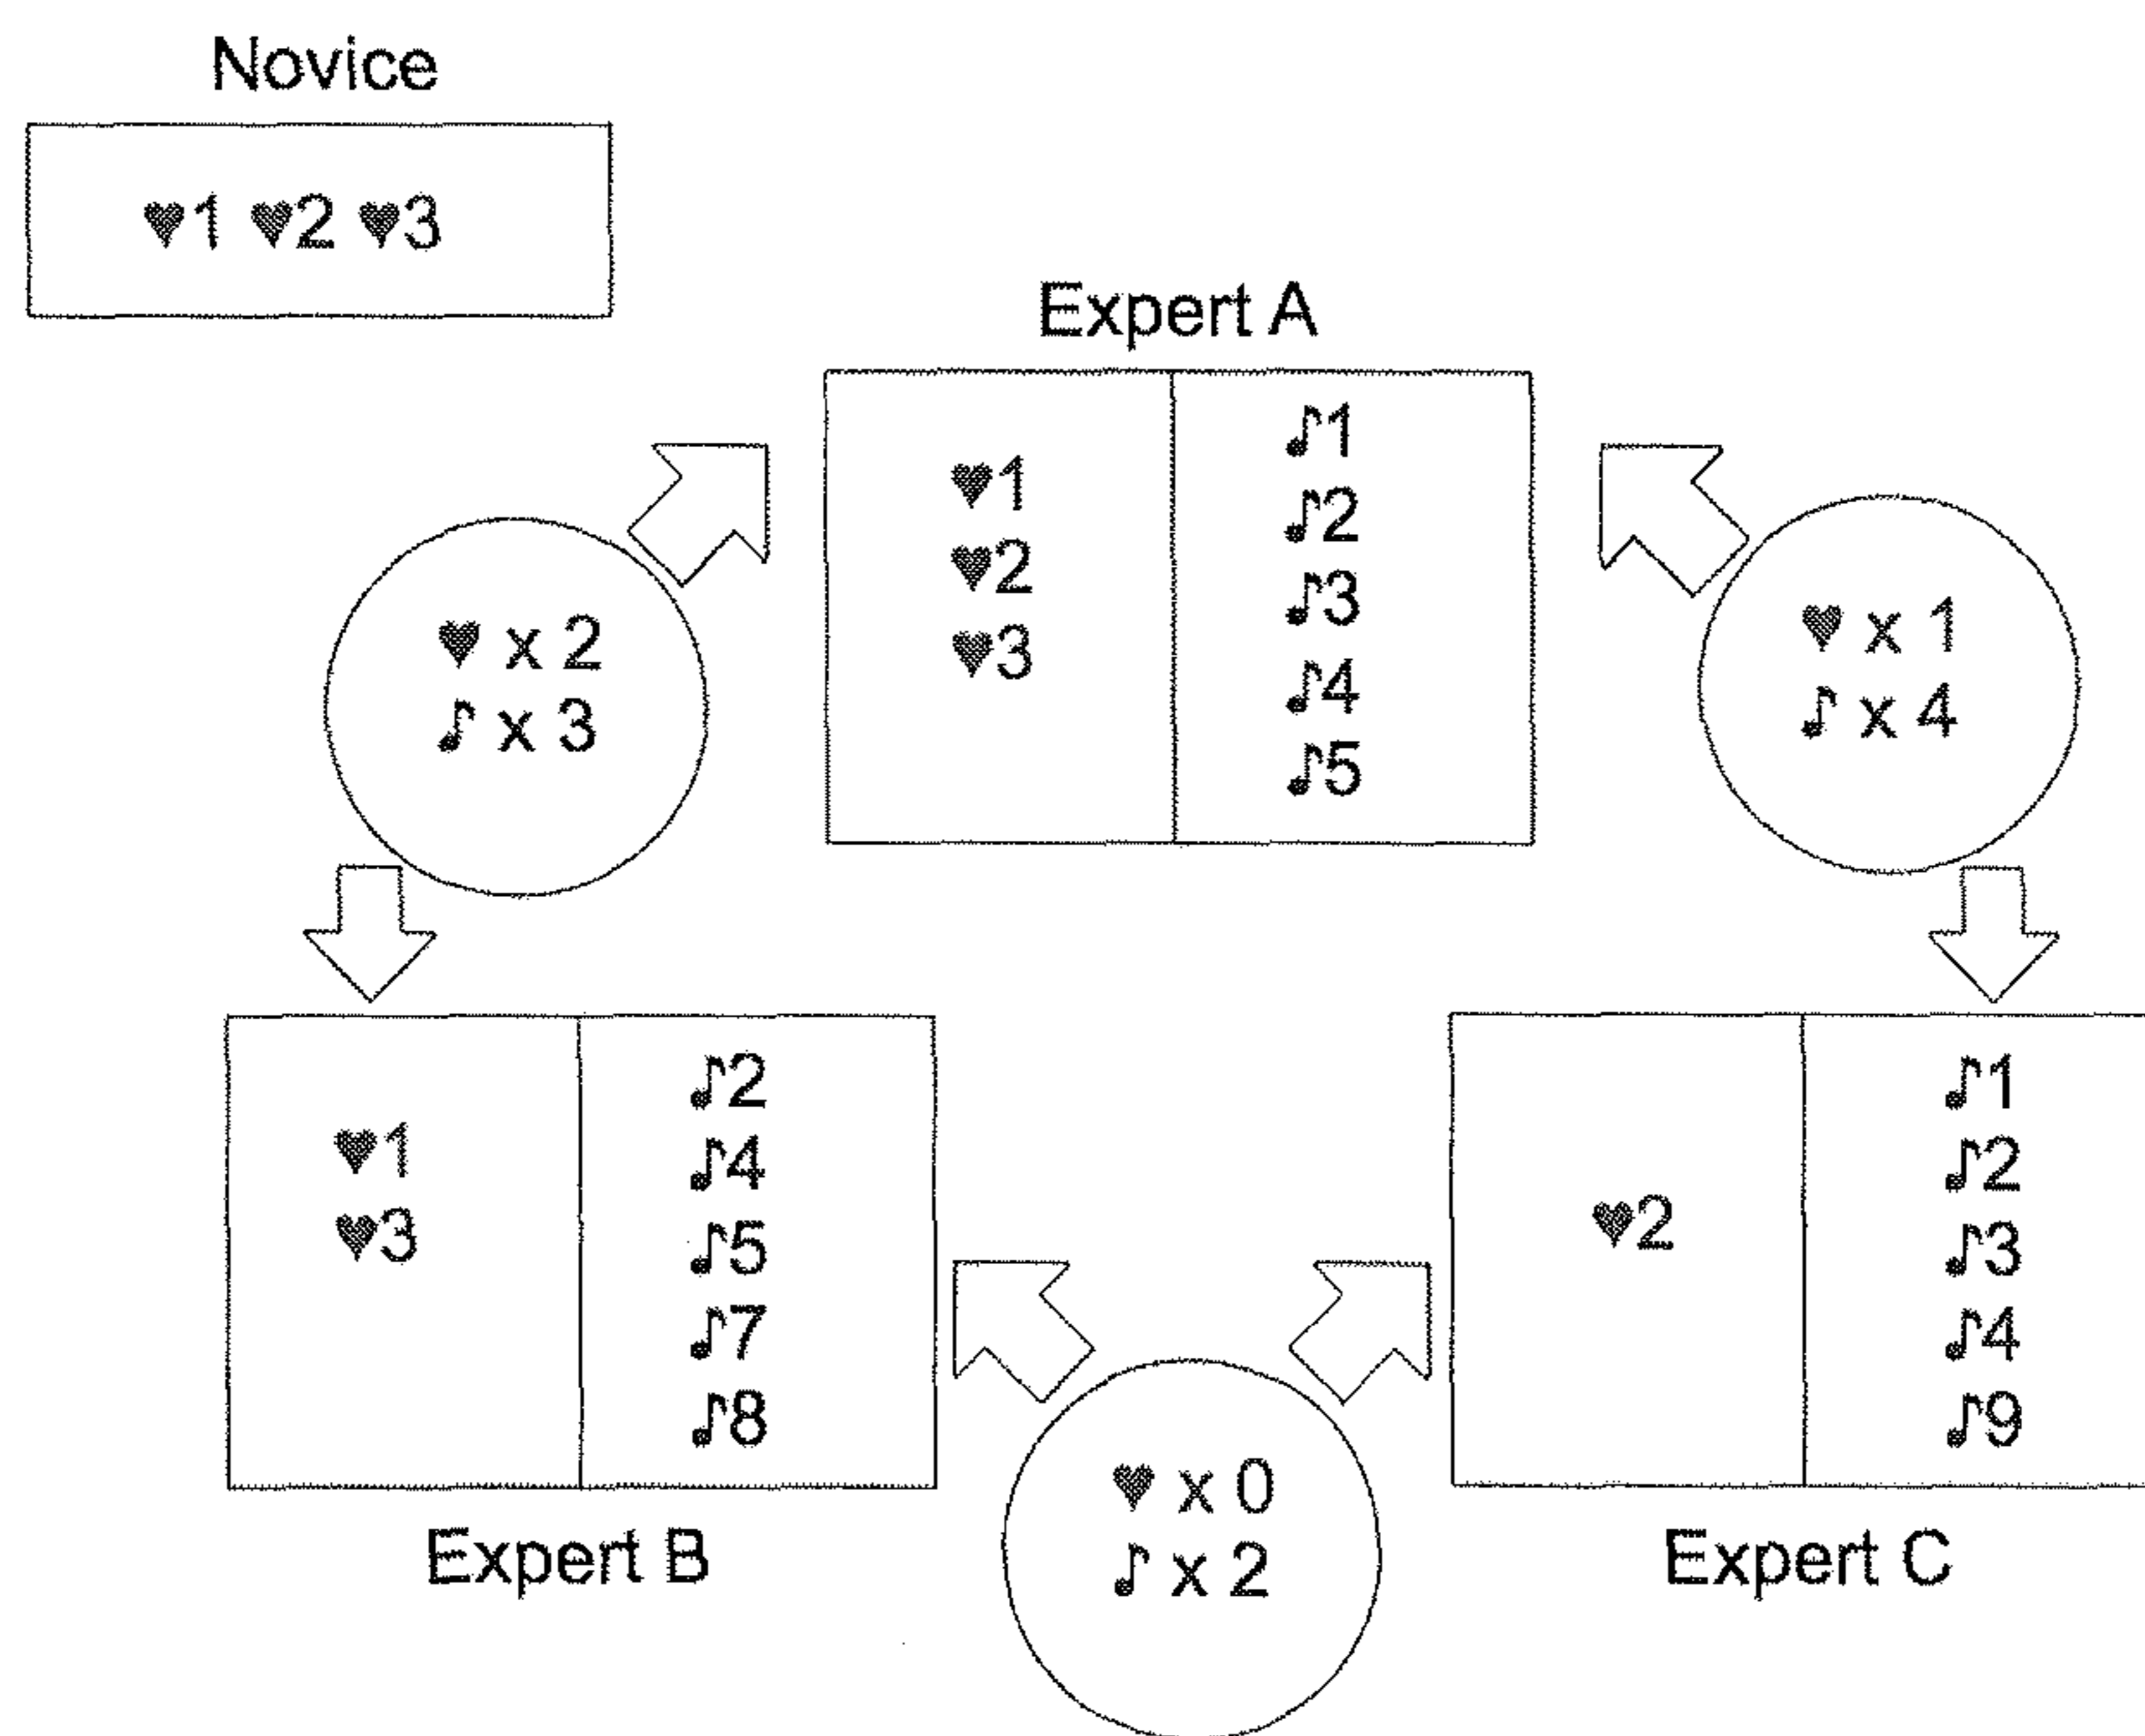 Novice
♥1 ♥2 ♥3
Expert A
♥1
♥2
♥3
♪1
♪2
♪3
♪4
♪5
♥ x 2
♪ x 3
♥ x 1
♪ x 4
♥1
♥3
♪2
♪4
♪5
♪7
♪8
Expert B
♥ x 0
♪ x 2
♥2
♪1
♪2
♪3
♪4
♪9
Expert C